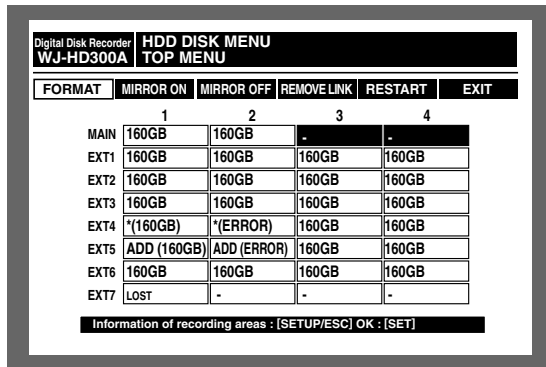 Digital Disk Recorder HDD DISK MENU
WJ-HD300A TOP MENU
FORMAT MIRROR ON MIRROR OFF REMOVE LINK RESTART EXIT
1 2 3 4
MAIN 160GB 160GB - -
EXT1 160GB 160GB 160GB 160GB
EXT2 160GB 160GB 160GB 160GB
EXT3 160GB 160GB 160GB 160GB
EXT4 *(160GB) *(ERROR) 160GB 160GB
EXT5 ADD (160GB) ADD (ERROR) 160GB 160GB
EXT6 160GB 160GB 160GB 160GB
EXT7 LOST - - -
Information of recording areas : [SETUP/ESC] OK : [SET]